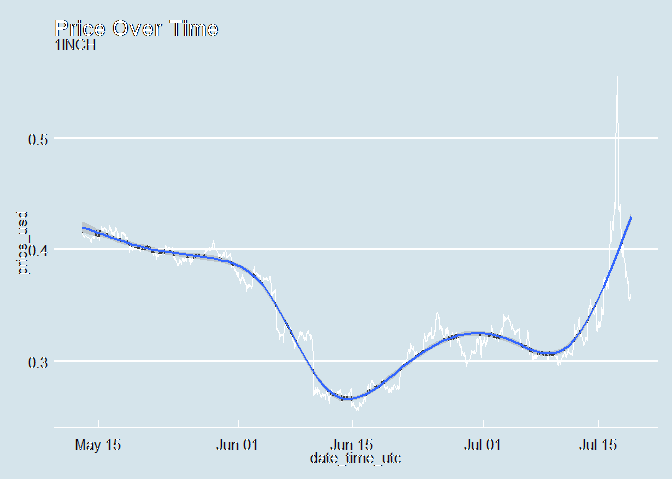 Price Over Time
1INCH
0.5
0.4
0.3
price_usd
May 15
Jun 01
Jun 15
Jul 01
Jul 15
date_time_utc